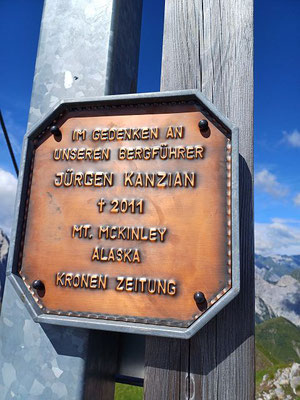 IM GEDENKEN AN
UNSEREN BERGFÜHRER
JÜRGEN KANZIAN
† 2011
MT. MCKINLEY
ALASKA
KRONEN ZEITUNG